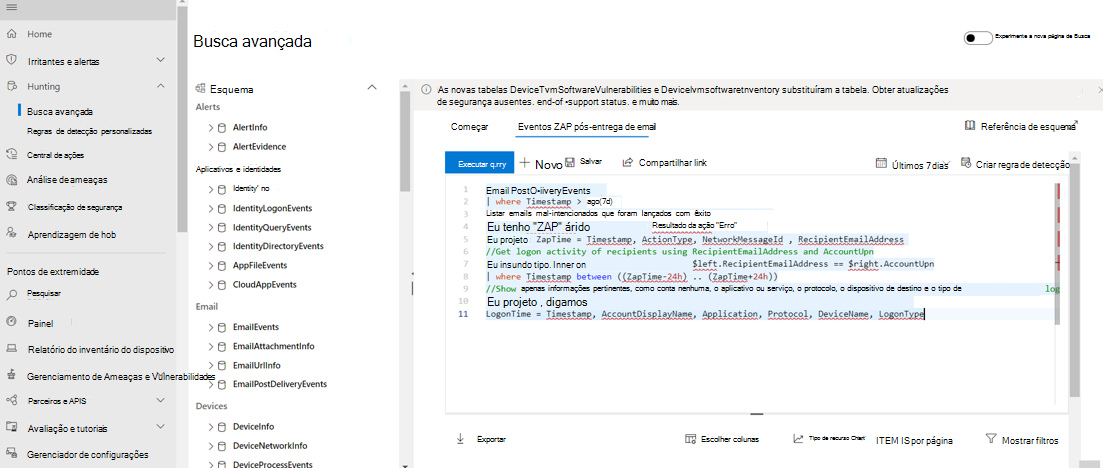 Home
Irritantes e alertas
Hunting
Busca avançada
Regras de detecção personalizadas
Central de ações
Análise de ameaças
Classificação de segurança
Aprendizagem de hob
Pontos de extremidade
Pesquisar
Painel
Relatório do inventário do dispositivo
Gerenciamento de Ameaças e Vulnerabilidades
Parceiros e APIS
Avaliação e tutoriais
Gerenciador de configurações
Busca avançada
Experimente a nova página de Busca
Esquema
Alerts
AlertInfo
AlertEvidence
Aplicativos e identidades
Identity' no
IdentityLogonEvents
IdentityQueryEvents
IdentityDirectoryEvents
AppFileEvents
CloudAppEvents
Email
EmailEvents
EmailAttachmentInfo
EmailUrlInfo
EmailPostDeliveryEvents
Devices
DeviceInfo
DeviceNetworkInfo
DeviceProcessEvents
As novas tabelas DeviceTvmSoftwareVulnerabilities e DevicelvmsoftwaretnVentory substituíram a tabela. Obter atualizações
de segurança ausentes. end-of •support status. e muito mais.
Começar Eventos ZAP pós-entrega de email Referência de esquema
Executar q.rry Novo Salvar Compartilhar link Últimos 7 dias Criar regra de detecção
1 Email PostO•iiveryEvents
2 | where Timestamp > ago(7d)
3 Listar emails mal-intencionados que foram lançados com êxito
4 Eu tenho "ZAP" árido Resultado da ação "Erro"
5 Eu projeto ZapTime = Timestamp, ActionType, NetworkMessageId , RecipientEmailAddress
6 //Get logon activity of recipients using RecipientEmailAddress and AccountUpn
7 Eu insundo tipo. Inner on $left.RecipientEmailAddress == $right.AccountUpn
8 | where Timestamp between ((ZapTime-24h) .. (ZapTime+24h))
9 //Show apenas informações pertinentes, como conta nenhuma, o aplicativo ou serviço, o protocolo, o dispositivo de destino e o tipo de log
10 Eu projeto , digamos
11 LogonTime = Timestamp, AccountDisplayName, Application, Protocol, DeviceName, LogonType
Exportar Escolher colunas Tipo de recurso Chart ITEM IS por página Mostrar filtros